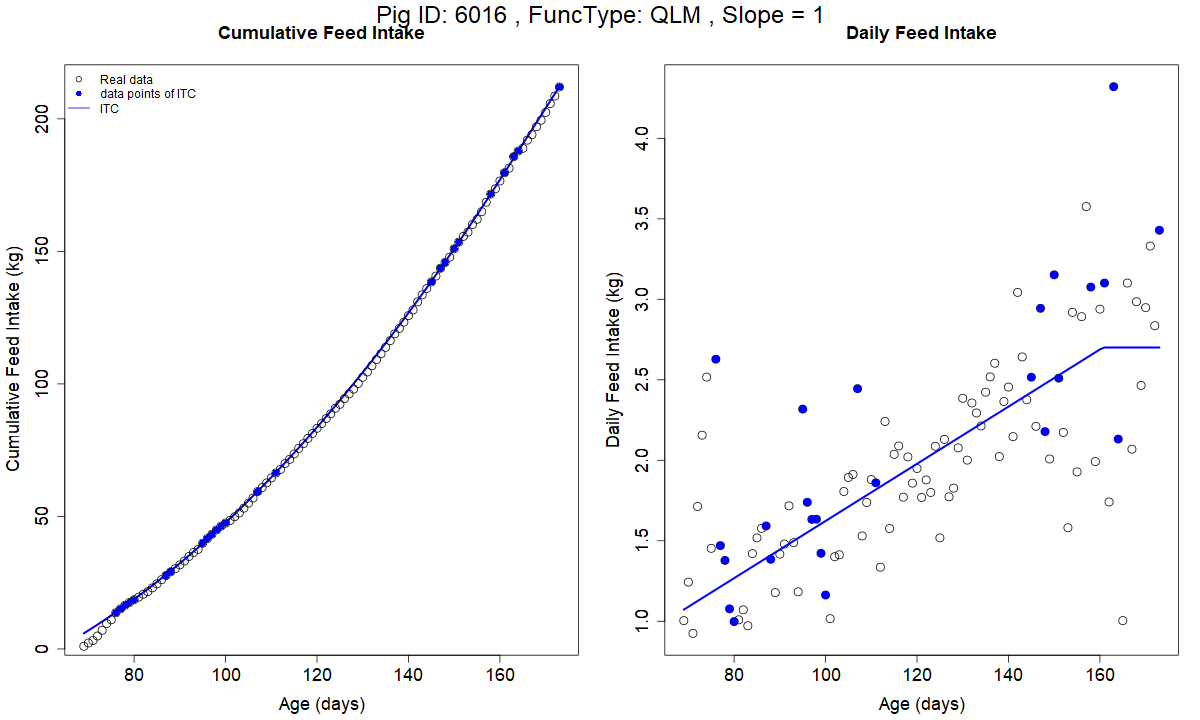 Pig ID: 6016 , FuncType: QLM , Slope = 1
Cumulative Feed Intake
Real data
data points of ITC
ITC
Cumulative Feed Intake (kg)
0
50
100
150
200
80
100
120
140
160
Age (days)
Daily Feed Intake
Daily Feed Intake (kg)
1.0
1.5
2.0
2.5
3.0
3.5
4.0
80
100
120
140
160
Age (days)